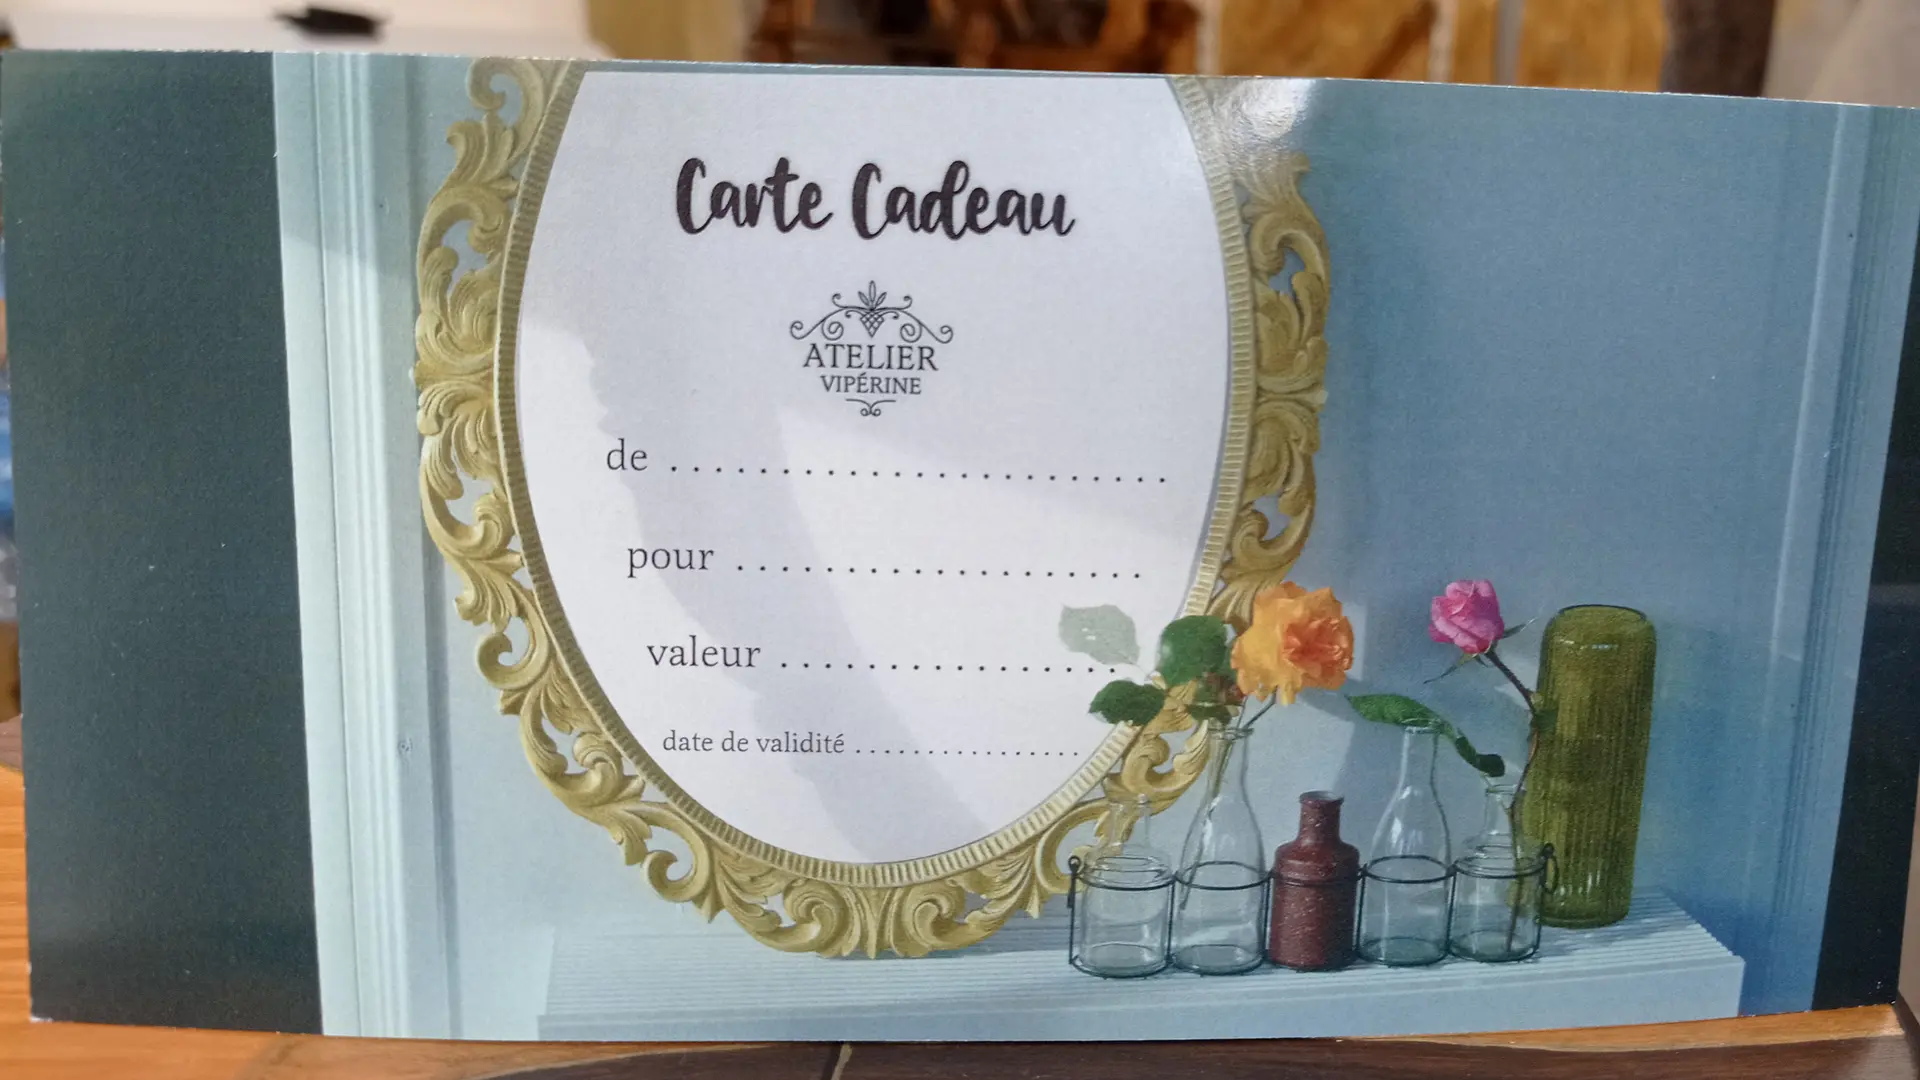 Carte Cadeau
ATELIER
VIPÉRINE
de .......................
pour ...................
valeur ................
date de validité ................